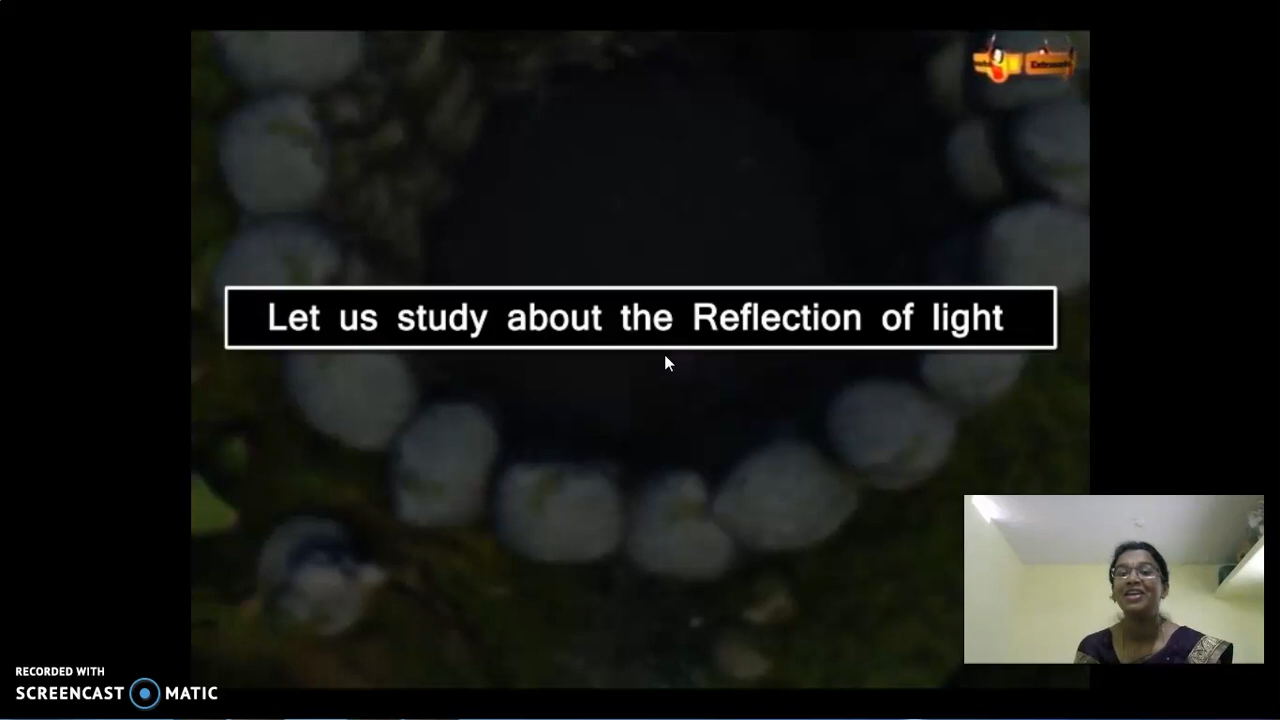 Let us study about the Reflection of light
RECORDED WITH
SCREENCAST MATIC